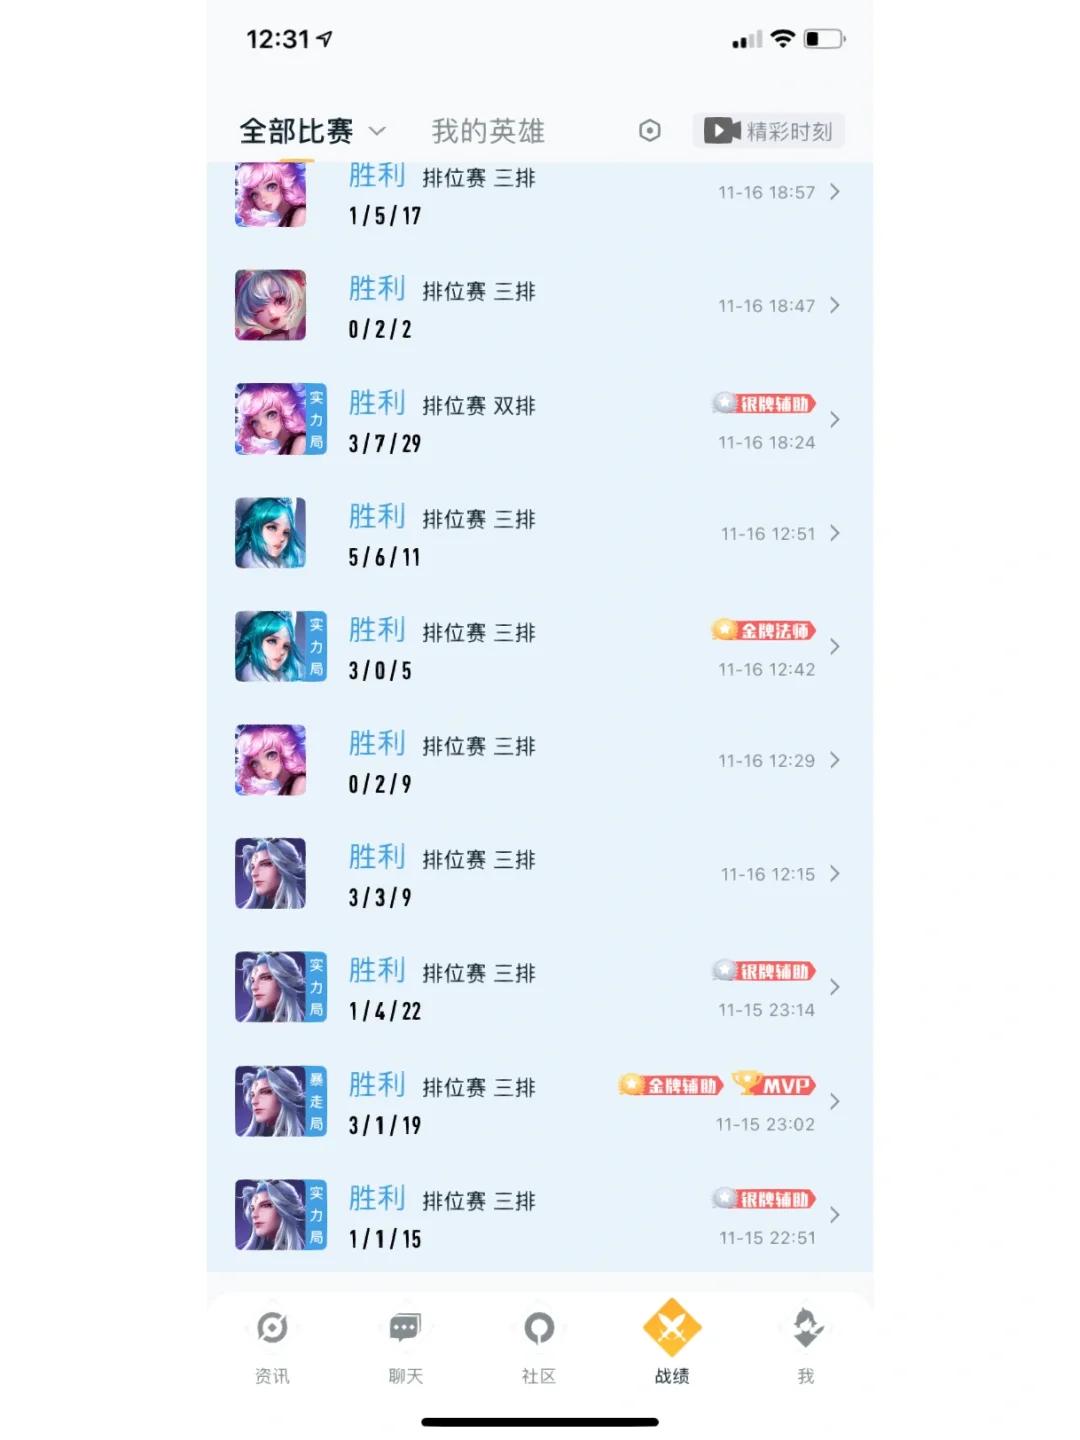 12:31
全部比赛 我的英雄 精彩时刻
胜利 排位赛 三排
1/5/17
11-16 18:57
胜利 排位赛 三排
0/2/2
11-16 18:47
实力局
胜利 排位赛 双排
3/7/29
银牌辅助
11-16 18:24
胜利 排位赛 三排
5/6/11
11-16 12:51
实力局
胜利 排位赛 三排
3/0/5
金牌法师
11-16 12:42
胜利 排位赛 三排
0/2/9
11-16 12:29
胜利 排位赛 三排
3/3/9
11-16 12:15
实力局
胜利 排位赛 三排
1/4/22
银牌辅助
11-15 23:14
暴走局
胜利 排位赛 三排
3/1/19
金牌辅助 MVP
11-15 23:02
实力局
胜利 排位赛 三排
1/1/15
银牌辅助
11-15 22:51
资讯 聊天 社区 战绩 我